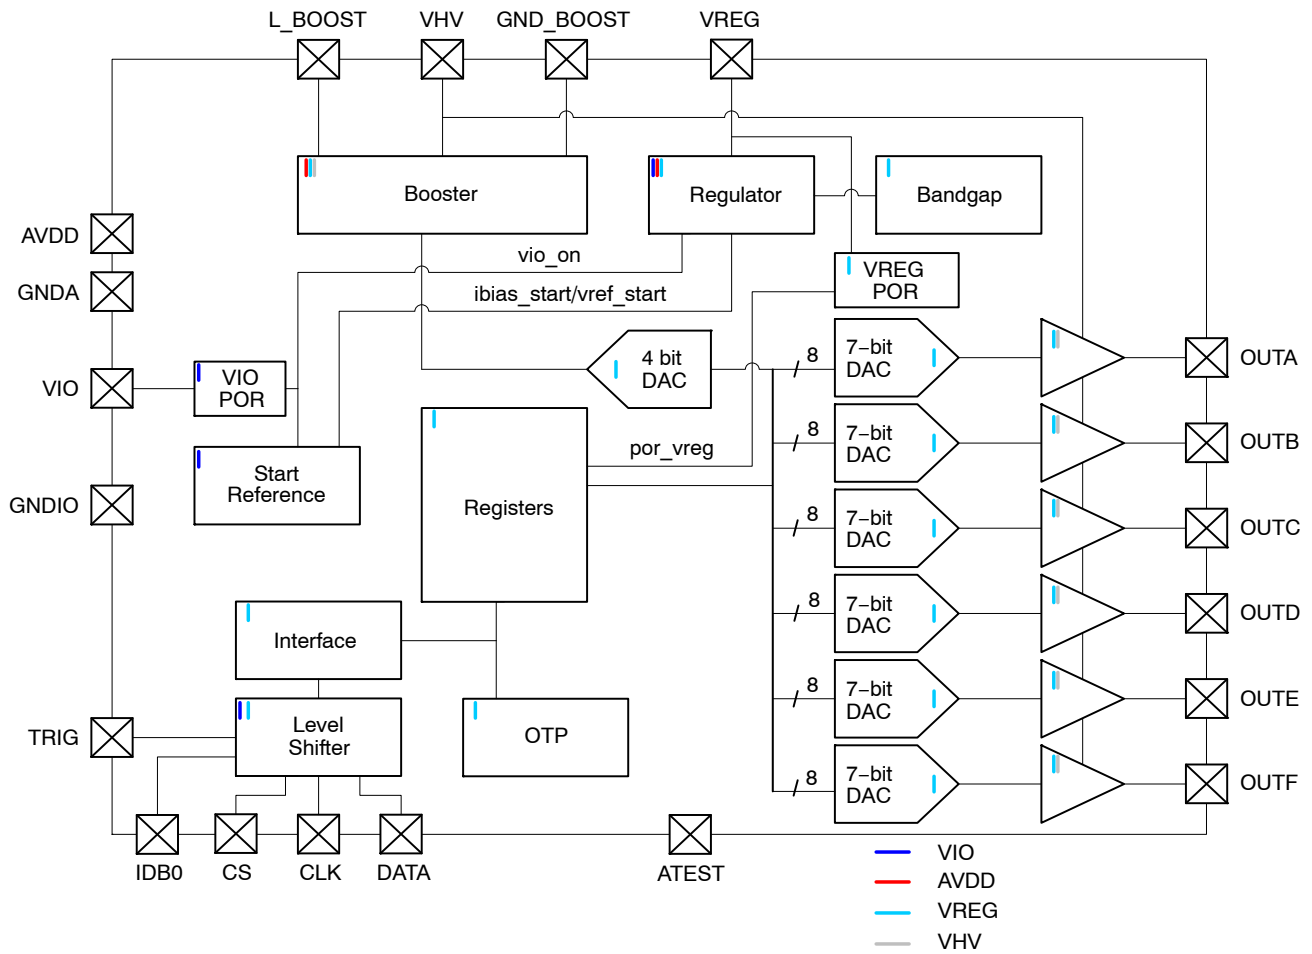 L_BOOST
VHV
GND_BOOST
VREG
Booster
Regulator
Bandgap
AVDD
vio_on
VREG
POR
GNDA
ibias_start/vref_start
4 bit
DAC
8
7−bit
DAC
OUTA
VIO
VIO
POR
por_vreg
8
7−bit
DAC
OUTB
Start
Reference
GNDIO
Registers
8
7−bit
DAC
OUTC
8
7−bit
DAC
OUTD
Interface
8
7−bit
DAC
OUTE
TRIG
Level
Shifter
OTP
8
7−bit
DAC
OUTF
IDB0
CS
CLK
DATA
ATEST
VIO
AVDD
VREG
VHV